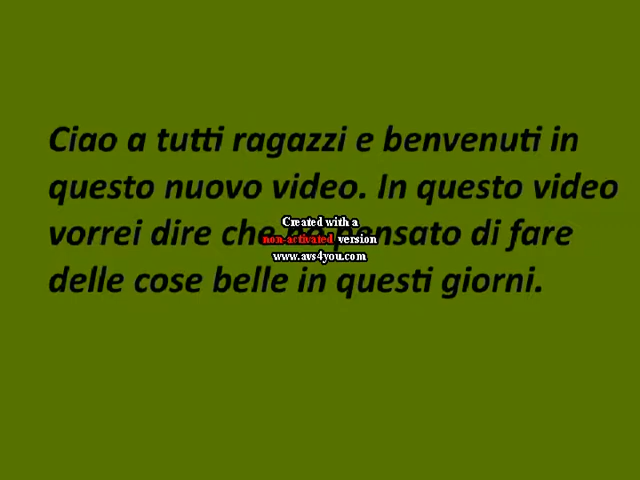 Ciao a tutti ragazzi e benvenuti in
questo nuovo video. In questo video
vorrei dire che ho pensato di fare
delle cose belle in questi giorni.
Created with a
non-activated version
www.avs4you.com